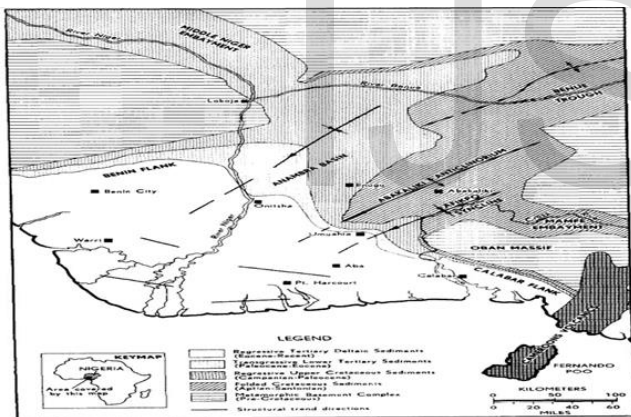 MIDDLE NIGER
EMBAYMENT
River Niger
River Benue
Lokoja
BENUE
TROUGH
BENIN FLANK
ANAMBRA BASIN
ABAKALIKI ANTICLINORIUM
Benin City
Enugu
Abakaliki
AFIKPO
SYNCLINE
Onitsha
MAMFE
EMBAYMENT
Warri
River Niger
Umuahia
OBAN MASSIF
Aba
Calabar
CALABAR FLANK
Pt. Harcourt
LEGEND
Regressive Tertiary Deltaic Sediments
(Eocene-Recent)
Transgressive Lower Tertiary Sediments
(Paleocene-Eocene)
Regressive Upper Cretaceous Sediments
(Campanian-Paleocene)
Folded Cretaceous Sediments
(Aptian-Santonian)
Metamorphic Basement Complex
(Pre-Cretaceous)
Structural trend directions
KEYMAP
NIGERIA
Area covered
by this map
FERNANDO
POO
KILOMETERS
0 100
0 60
MILES